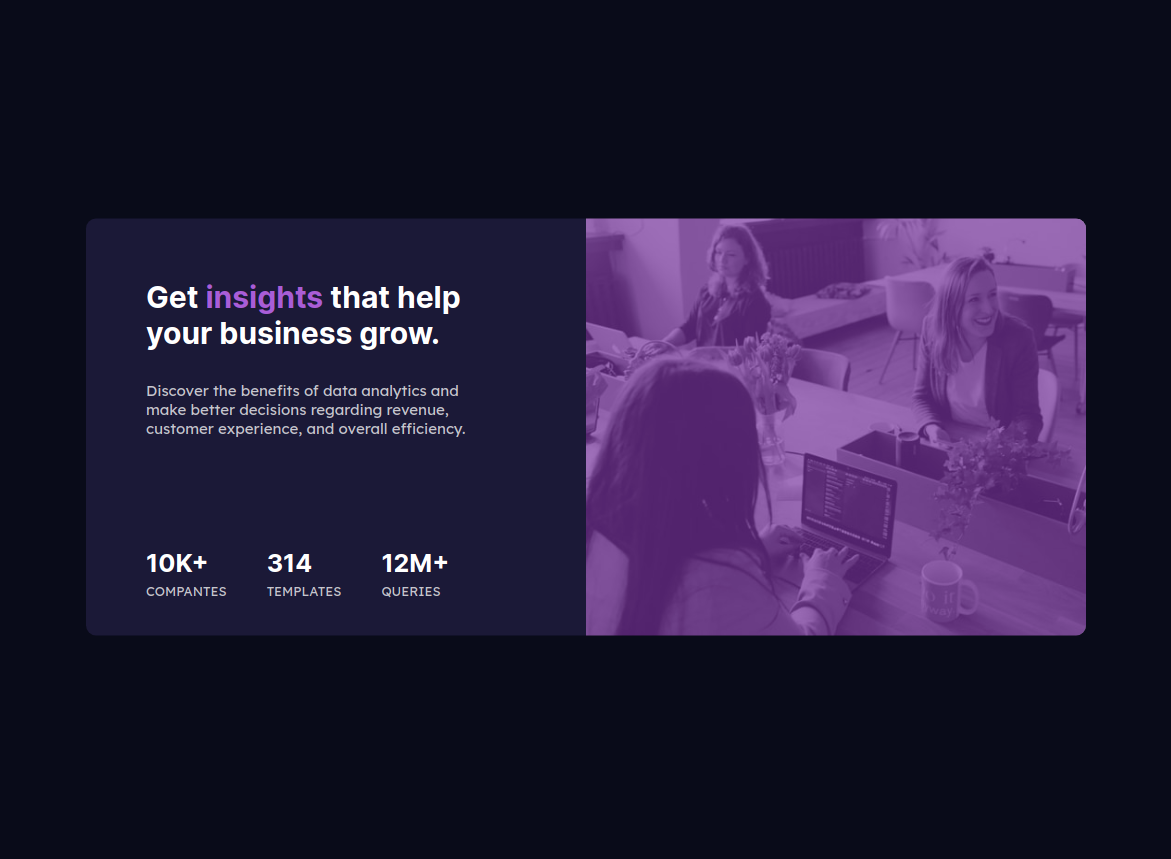 Get insights that help
your business grow.
Discover the benefits of data analytics and
make better decisions regarding revenue,
customer experience, and overall efficiency.
10K+ 314 12M+
COMPANTES TEMPLATES QUERIES